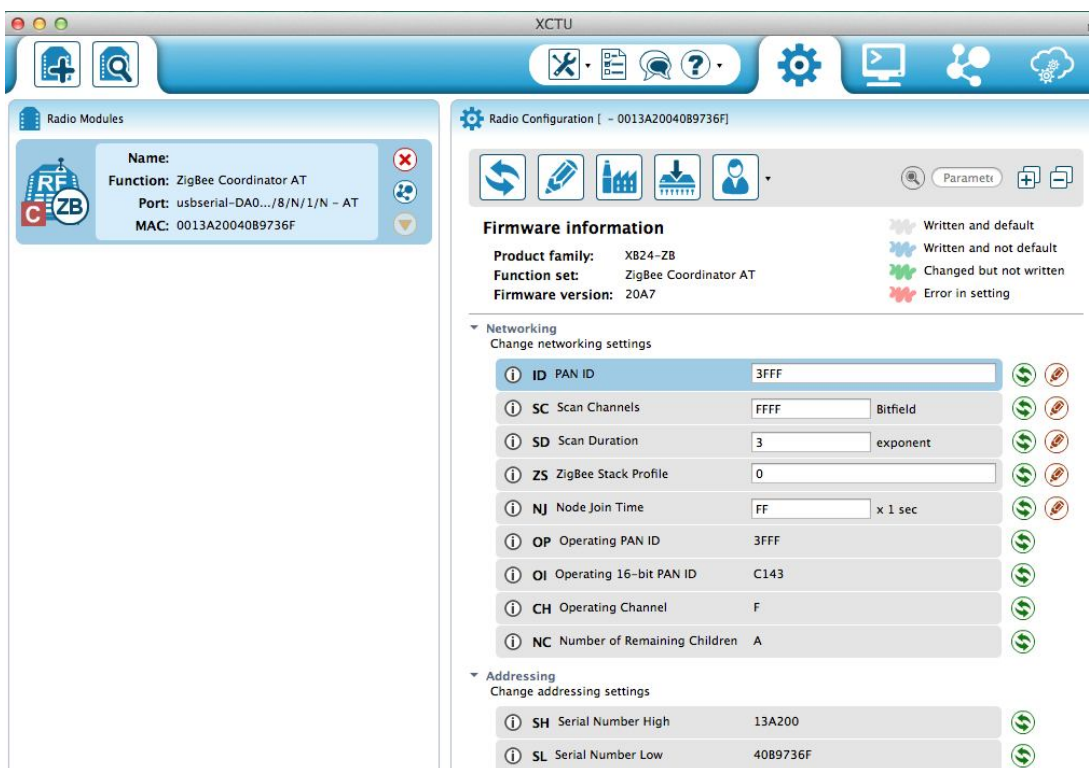 XCTU
?
Radio Modules
RF
C ZB
Name:
Function: ZigBee Coordinator AT
Port: usbserial-DA0.../8/N/1/N - AT
MAC: 0013A20040B9736F
Radio Configuration [ - 0013A20040B9736F]
Paramete
Firmware information
Product family: XB24-ZB
Function set: ZigBee Coordinator AT
Firmware version: 20A7
Written and default
Written and not default
Changed but not written
Error in setting
Networking
Change networking settings
i ID PAN ID 3FFF
i SC Scan Channels FFFF Bitfield
i SD Scan Duration 3 exponent
i ZS ZigBee Stack Profile 0
i NJ Node Join Time FF x 1 sec
i OP Operating PAN ID 3FFF
i OI Operating 16-bit PAN ID C143
i CH Operating Channel F
i NC Number of Remaining Children A
Addressing
Change addressing settings
i SH Serial Number High 13A200
i SL Serial Number Low 40B9736F